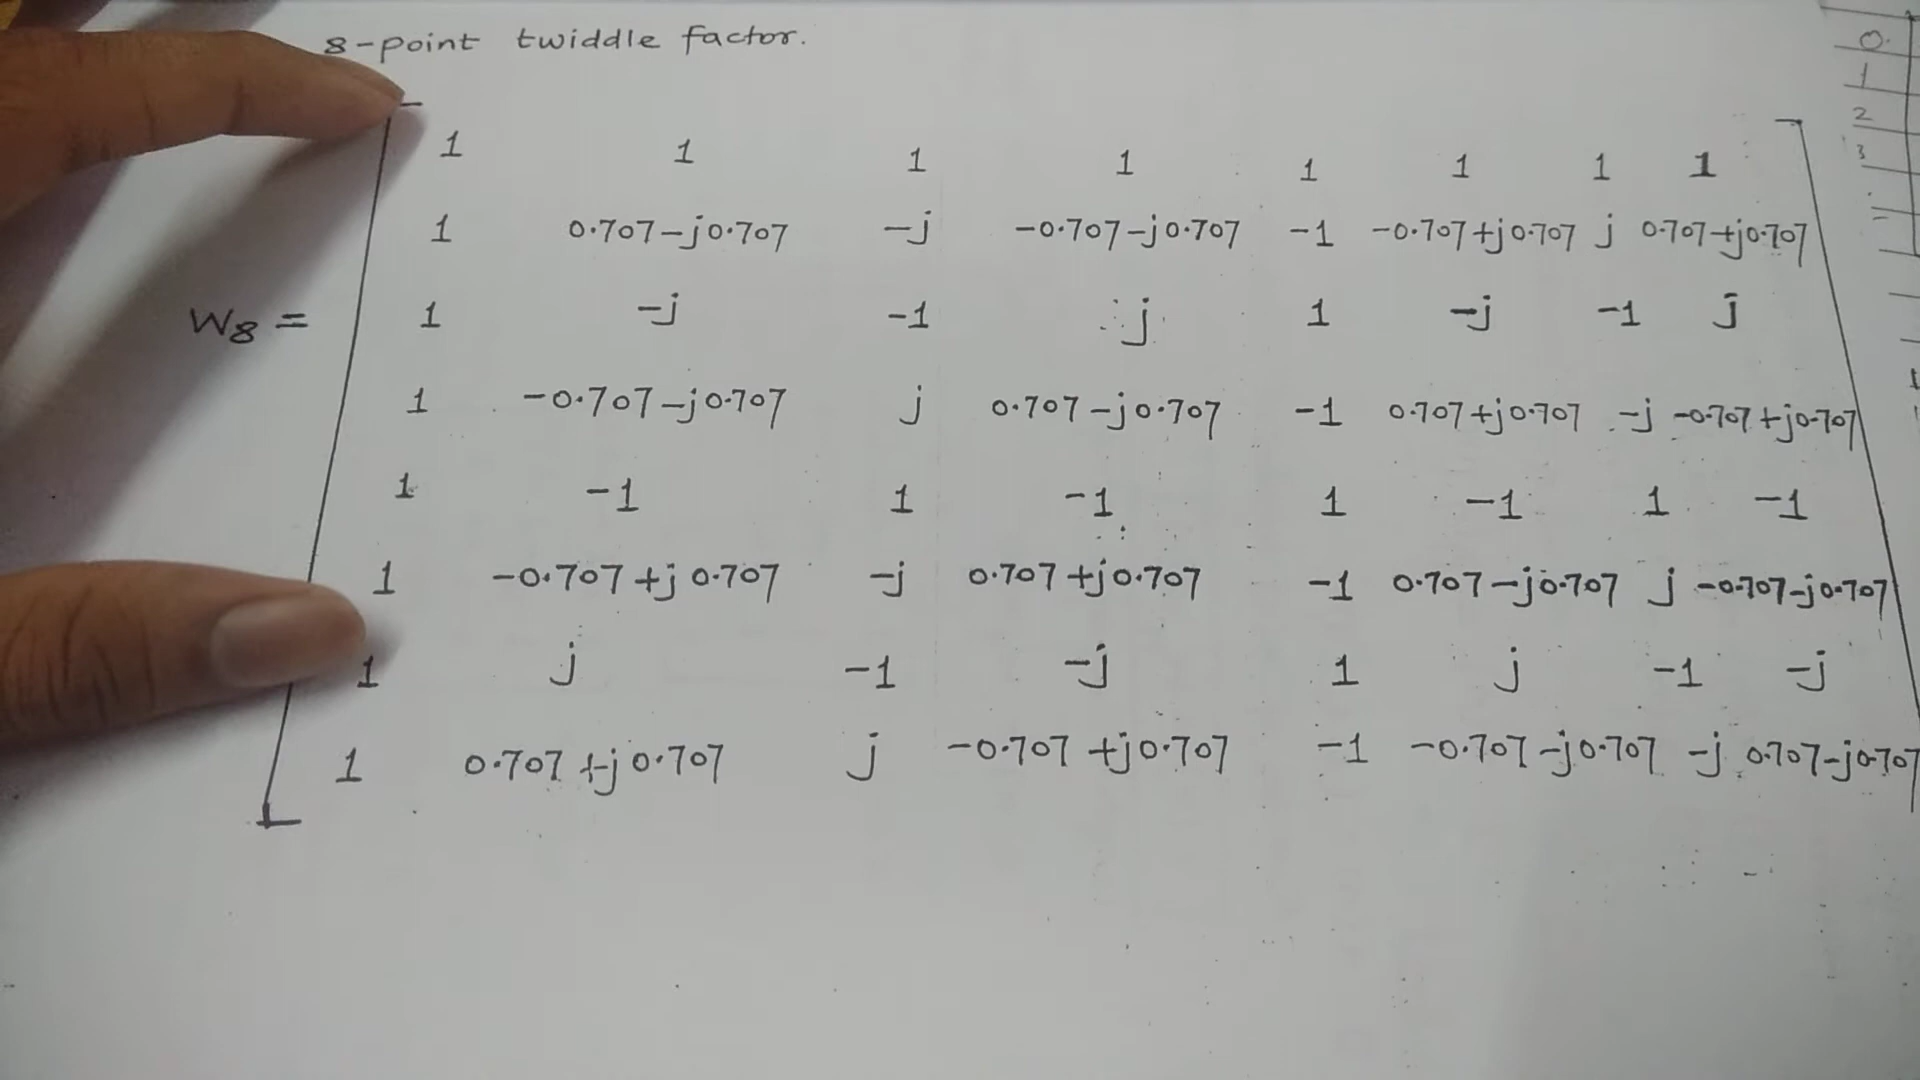 8-point twiddle factor.
1 1 1 1 1 1 1 1
1 0.707-j0.707 -j -0.707-j0.707 -1 -0.707+j0.707 j 0.707+j0.707
W8 = 1 -j -1 j 1 -j -1 j
1 -0.707-j0.707 j 0.707-j0.707 -1 0.707+j0.707 -j -0.707+j0.707
1 -1 1 -1 1 -1 1 -1
1 -0.707+j0.707 -j 0.707+j0.707 -1 0.707-j0.707 j -0.707-j0.707
1 j -1 -j 1 j -1 -j
1 0.707+j0.707 j -0.707+j0.707 -1 -0.707-j0.707 -j 0.707-j0.707
0.
1
2
3